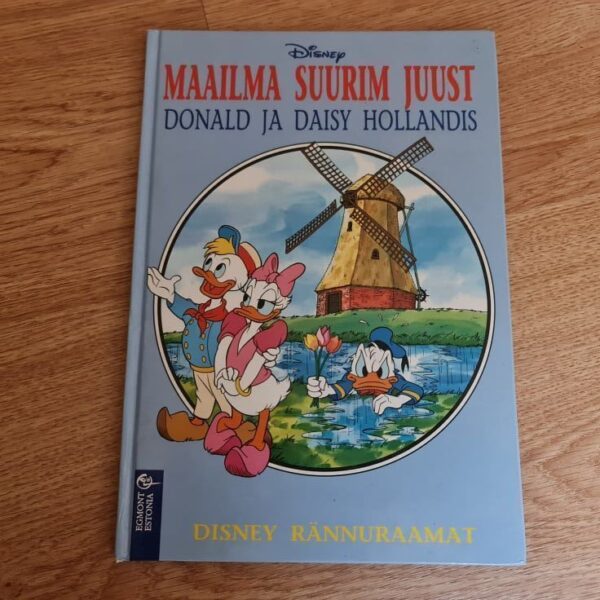 Disney
MAAILMA SUURIM JUUST
DONALD JA DAISY HOLLANDIS
EGMONT
ESTONIA
DISNEY RÄNNURAAMAT